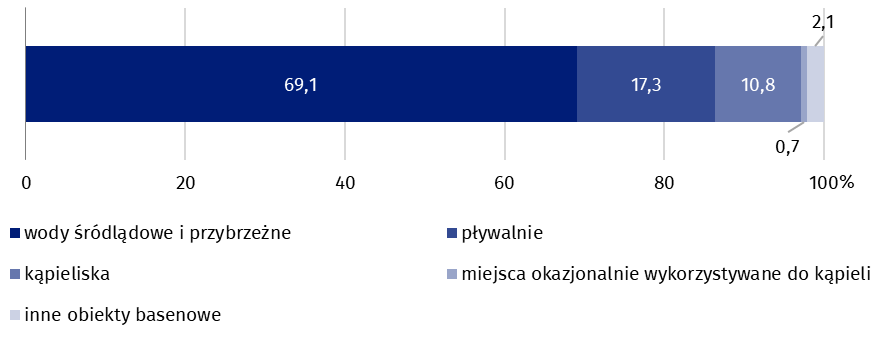 2,1
69,1 17,3 10,8
0,7
0 20 40 60 80 100%
wody śródlądowe i przybrzeżne pływalnie
kąpieliska miejsca okazjonalnie wykorzystywane do kąpieli
inne obiekty basenowe